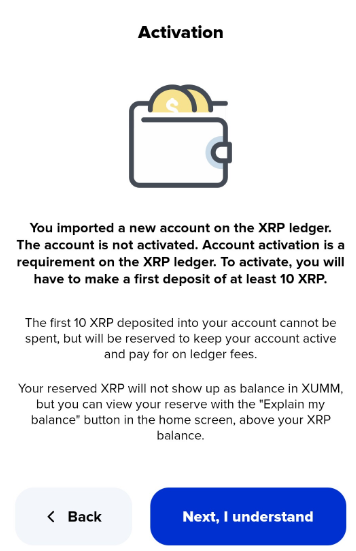 Activation
You imported a new account on the XRP ledger.
The account is not activated. Account activation is a
requirement on the XRP ledger. To activate, you will
have to make a first deposit of at least 10 XRP.
The first 10 XRP deposited into your account cannot be
spent, but will be reserved to keep your account active
and pay for on ledger fees.
Your reserved XRP will not show up as balance in XUMM,
but you can view your reserve with the "Explain my
balance" button in the home screen, above your XRP
balance.
Back
Next, I understand